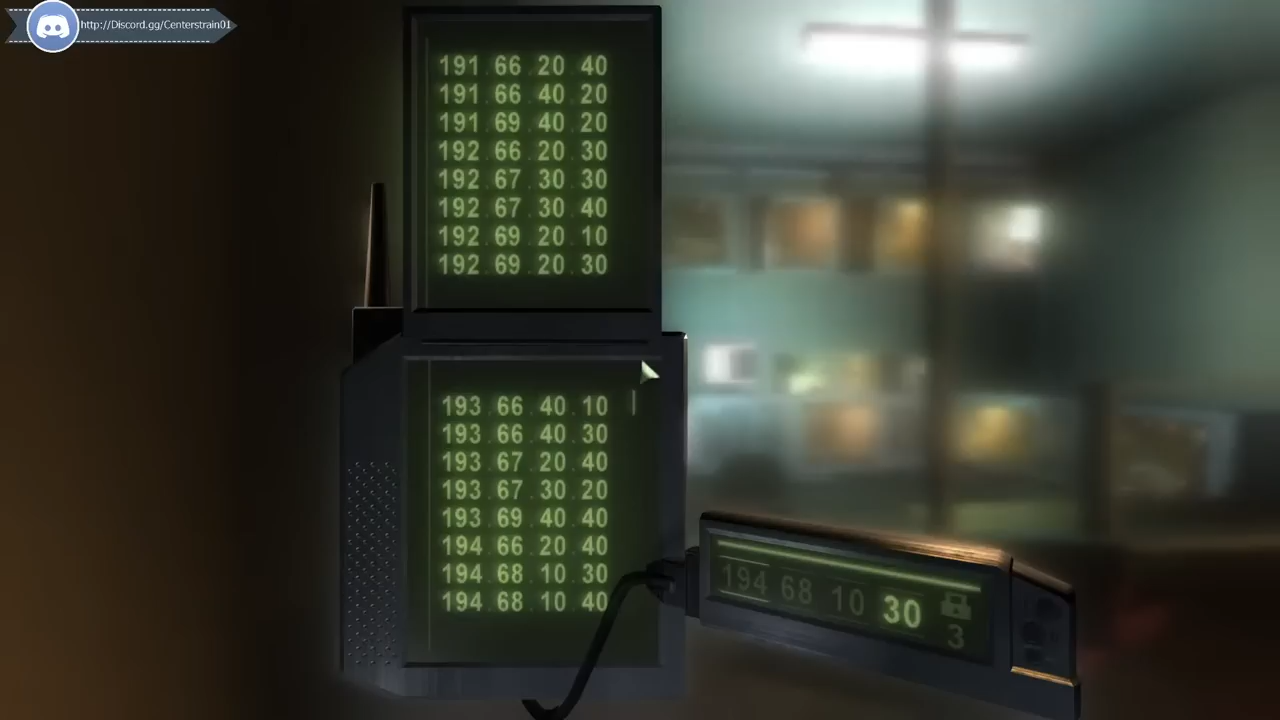 http://Discord.gg/Centerstrain01
191 66 20 40
191 66 40 20
191 69 40 20
192 66 20 30
192 67 30 30
192 67 30 40
192 69 20 10
192 69 20 30
193 66 40 10
193 66 40 30
193 67 20 40
193 67 30 20
193 69 40 40
194 66 20 40
194 68 10 30
194 68 10 40
194 68 10 30
3